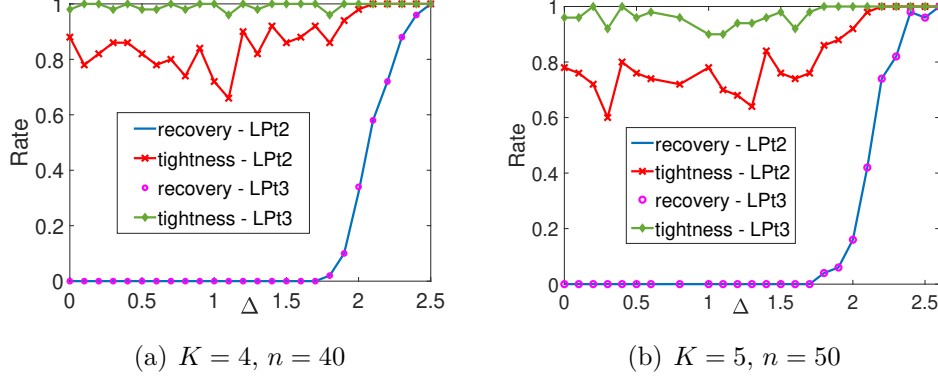 1
0.8
0.6
0.4
0.2
0
Rate
recovery - LPt2
tightness - LPt2
recovery - LPt3
tightness - LPt3
0 0.5 1 1.5 2 2.5
Δ
(a) K = 4, n = 40
1
0.8
0.6
0.4
0.2
0
Rate
recovery - LPt2
tightness - LPt2
recovery - LPt3
tightness - LPt3
0 0.5 1 1.5 2 2.5
Δ
(b) K = 5, n = 50